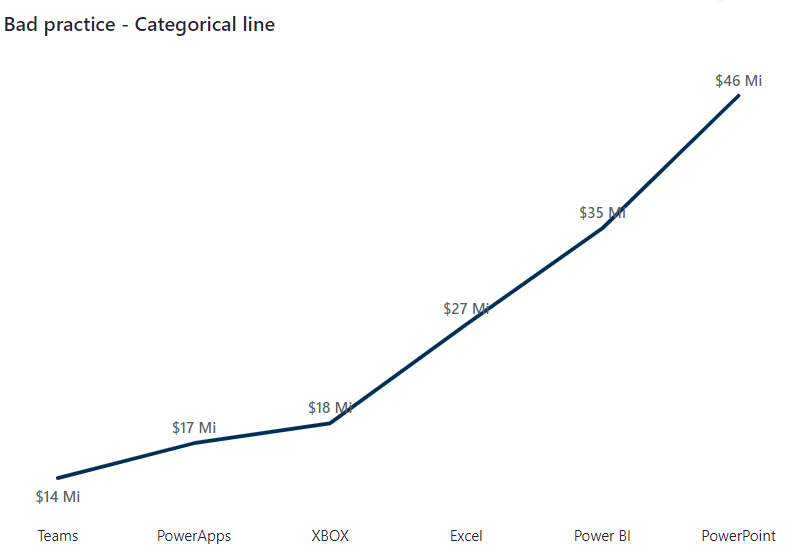 Bad practice - Categorical line
$46 Mi
$35 Mi
$27 Mi
$18 Mi
$17 Mi
$14 Mi
Teams PowerApps XBOX Excel Power BI PowerPoint